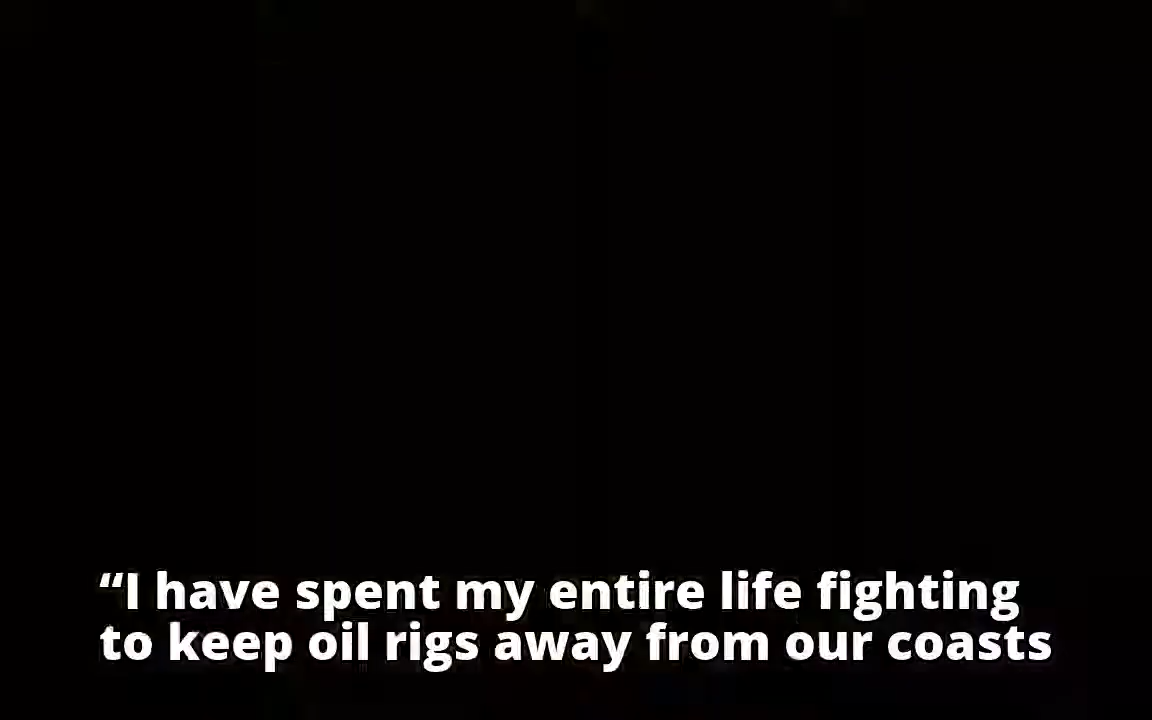 “I have spent my entire life fighting
to keep oil rigs away from our coasts